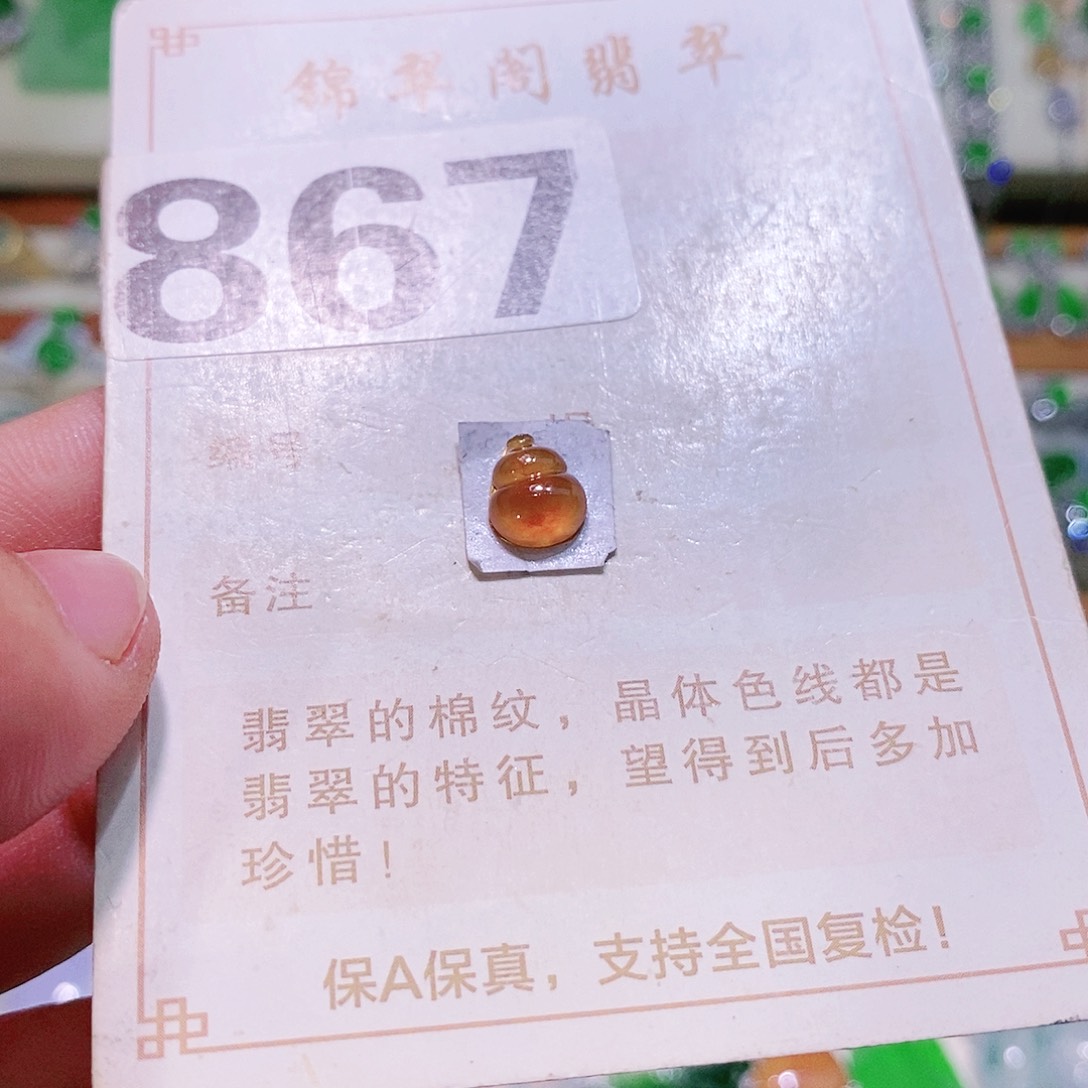 錦翠阁翡翠
867
编号
备注
翡翠的棉纹，晶体色线都是
翡翠的特征，望得到后多加
珍惜！
保A保真，支持全国复检！